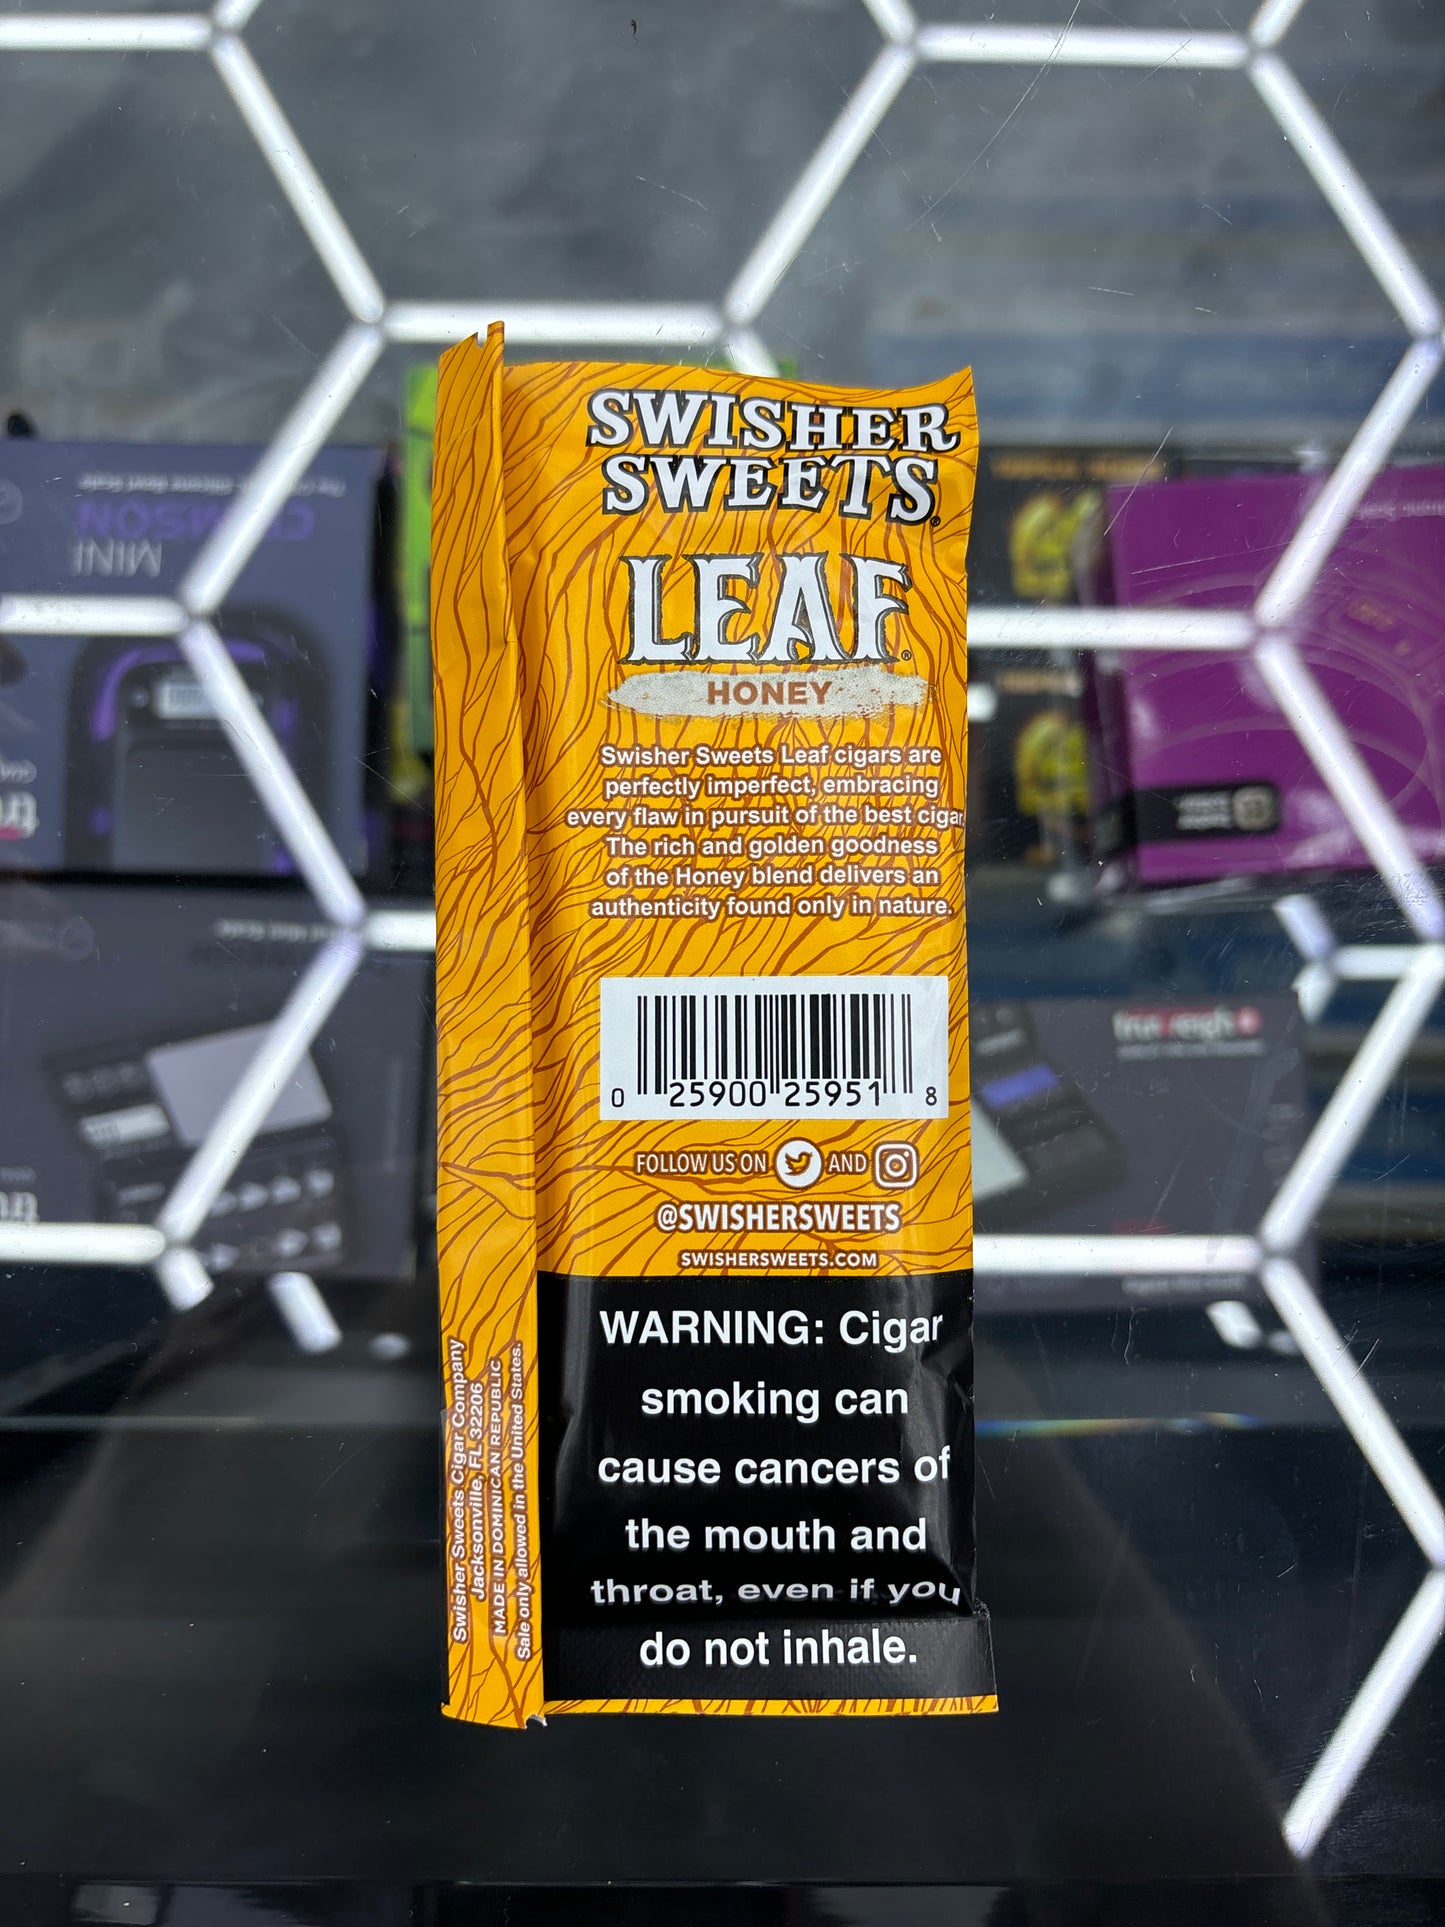 SWISHER
SWEETS®
LEAF®
HONEY
Swisher Sweets Leaf cigars are
perfectly imperfect, embracing
every flaw in pursuit of the best cigar.
The rich and golden goodness
of the Honey blend delivers an
authenticity found only in nature.
0 25900 25951 8
FOLLOW US ON AND
@SWISHERSWEETS
SWISHERSWEETS.COM
WARNING: Cigar
smoking can
cause cancers of
the mouth and
throat, even if you
do not inhale.
Swisher Sweets Cigar Company
Jacksonville, FL 32206
MADE IN DOMINICAN REPUBLIC
Sale only allowed in the United States.
CRIMSON
MINI